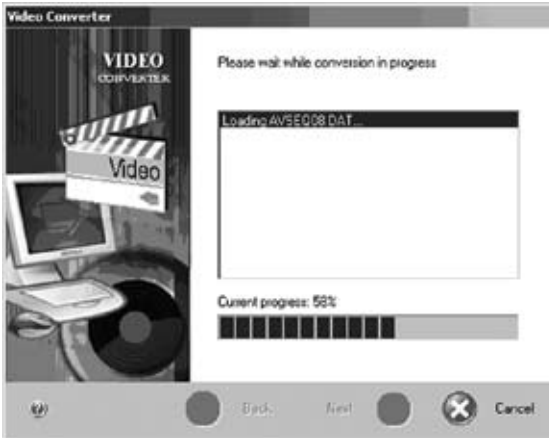 Video Converter
VIDEO
CONVERTER
Please wait while conversion in progress
Loading AVSEQ08.DAT...
Video
Current progress: 58%
Back
Next
Cancel